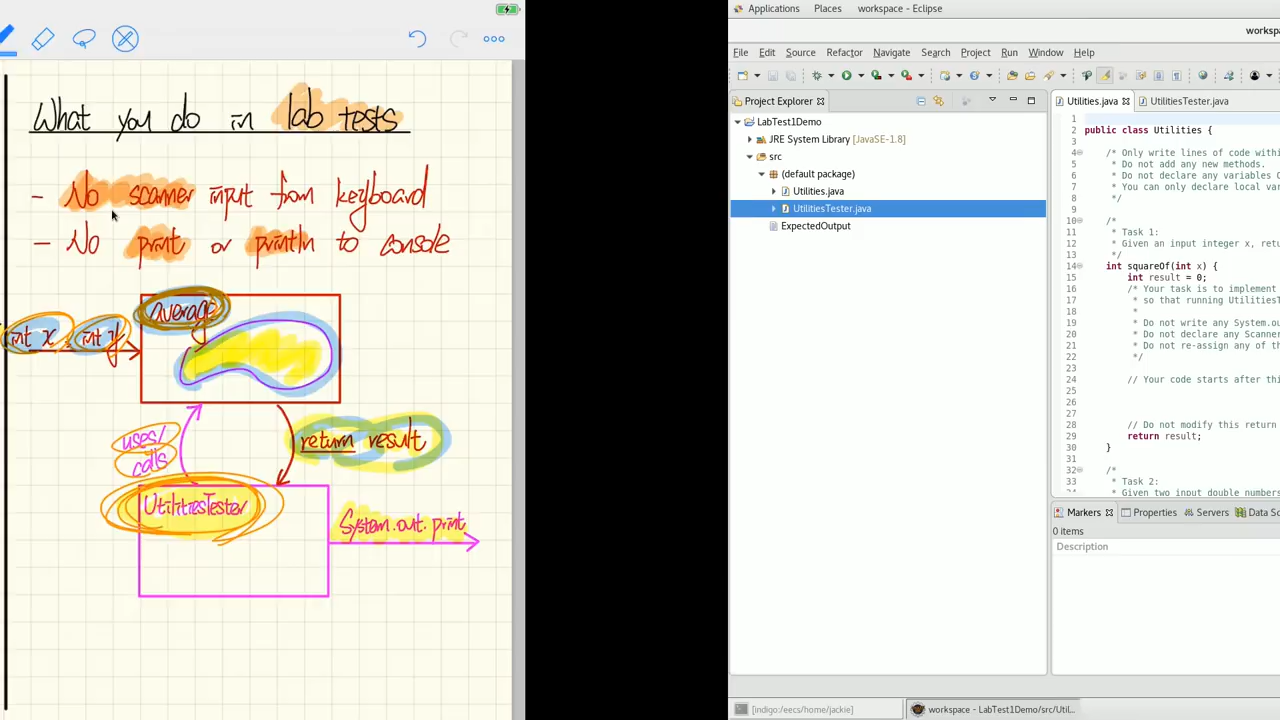 What you do in lab tests
- No scanner input from keyboard
- No print or println to console
average
int x, int y
uses/
calls
return result
UtilitiesTester
System.out.print
Applications Places workspace - Eclipse
works
File Edit Source Refactor Navigate Search Project Run Window Help
Project Explorer
LabTest1Demo
JRE System Library [JavaSE-1.8]
src
(default package)
Utilities.java
UtilitiesTester.java
ExpectedOutput
Utilities.java UtilitiesTester.java
1
2 public class Utilities {
3
4 /* Only write lines of code withi
5 * Do not add any new methods.
6 * Do not declare any variables O
7 * You can only declare local var
8 */
9
10 /*
11 * Task 1:
12 * Given an input integer x, retu
13 */
14 int squareOf(int x) {
15 int result = 0;
16 /* Your task is to implement
17 * so that running Utilities
18 *
19 * Do not write any System.ou
20 * Do not declare any Scanner
21 * Do not re-assign any of th
22 */
23
24 // Your code starts after thi
25
26
27
28 // Do not modify this return
29 return result;
30 }
31
32 /*
33 * Task 2:
34 * Given two input double numbers
Markers Properties Servers Data So
0 items
Description
[indigo:/eecs/home/jackie]
workspace - LabTest1Demo/src/Util...